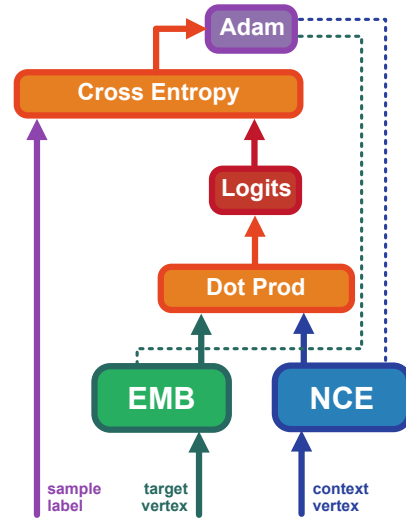 Adam
Cross Entropy
Logits
Dot Prod
EMB
NCE
sample
label
target
vertex
context
vertex